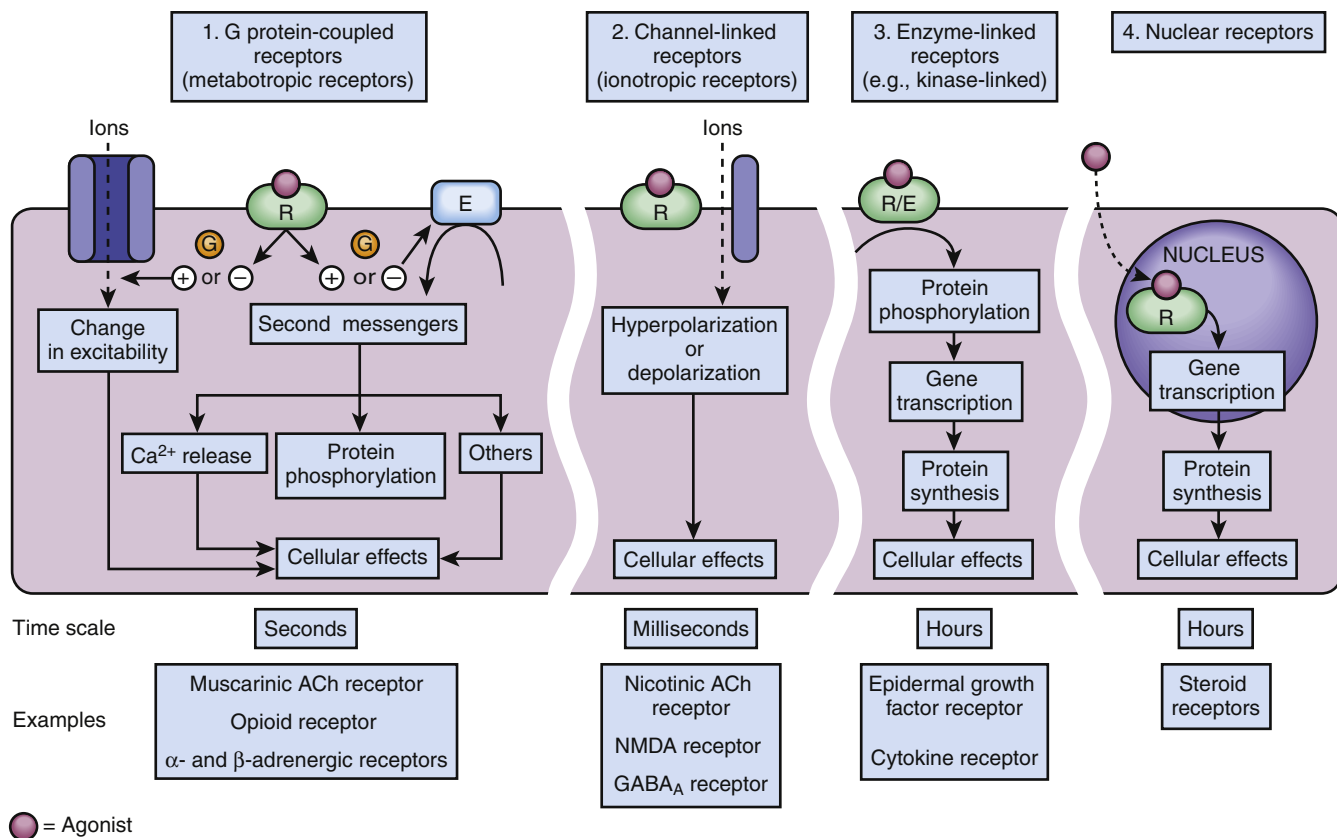 1. G protein-coupled
receptors
(metabotropic receptors)
2. Channel-linked
receptors
(ionotropic receptors)
3. Enzyme-linked
receptors
(e.g., kinase-linked)
4. Nuclear receptors
Ions
R
E
G
G
+ or −
+ or −
Change
in excitability
Second messengers
Ca²⁺ release
Protein
phosphorylation
Others
Cellular effects
Ions
R
Hyperpolarization
or
depolarization
Cellular effects
R/E
Protein
phosphorylation
Gene
transcription
Protein
synthesis
Cellular effects
NUCLEUS
R
Gene
transcription
Protein
synthesis
Cellular effects
Time scale
Seconds
Milliseconds
Hours
Hours
Examples
Muscarinic ACh receptor
Opioid receptor
α- and β-adrenergic receptors
Nicotinic ACh
receptor
NMDA receptor
GABA_A receptor
Epidermal growth
factor receptor
Cytokine receptor
Steroid
receptors
= Agonist